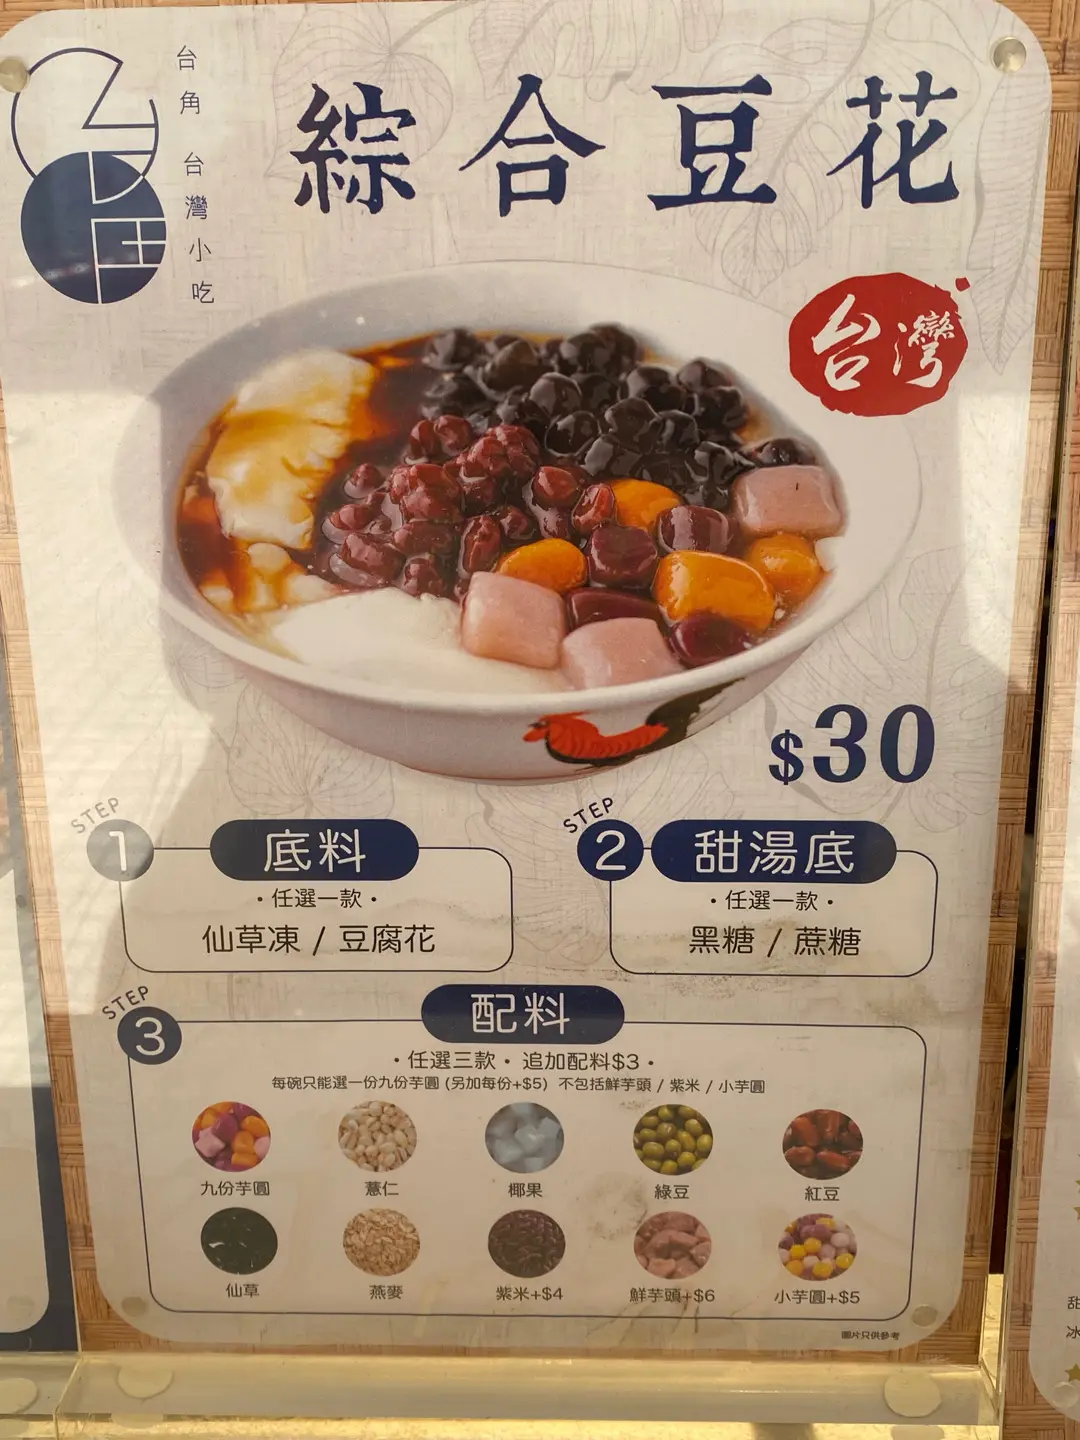 台角 台灣小吃
綜合豆花
台灣
$30
STEP 1 底料
·任選一款·
仙草凍 / 豆腐花
STEP 2 甜湯底
·任選一款·
黑糖 / 蔗糖
STEP 3 配料
·任選三款· 追加配料$3·
每碗只能選一份九份芋圓 (另加每份+$5) 不包括鮮芋頭 / 紫米 / 小芋圓
九份芋圓 薏仁 椰果 綠豆 紅豆
仙草 燕麥 紫米+$4 鮮芋頭+$6 小芋圓+$5
圖片只供參考
甜